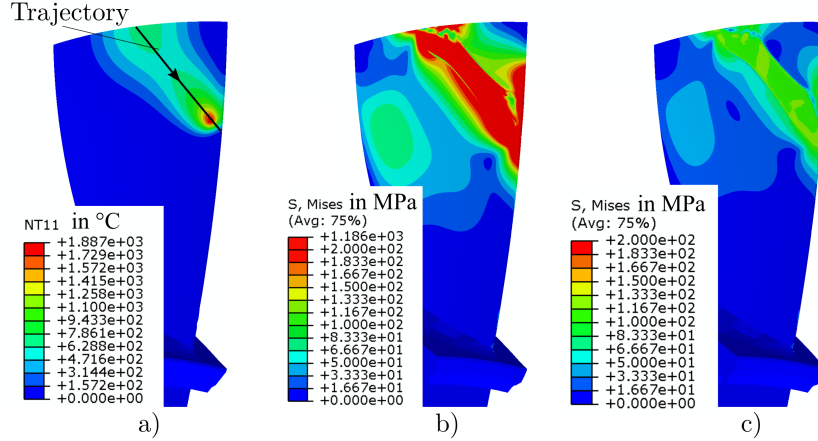 Trajectory
NT11 in °C
+1.887e+03
+1.729e+03
+1.572e+03
+1.415e+03
+1.258e+03
+1.100e+03
+9.433e+02
+7.861e+02
+6.288e+02
+4.716e+02
+3.144e+02
+1.572e+02
+0.000e+00
a)
S, Mises in MPa
(Avg: 75%)
+1.186e+03
+2.000e+02
+1.833e+02
+1.667e+02
+1.500e+02
+1.333e+02
+1.167e+02
+1.000e+02
+8.333e+01
+6.667e+01
+5.000e+01
+3.333e+01
+1.667e+01
+0.000e+00
b)
S, Mises in MPa
(Avg: 75%)
+2.000e+02
+1.833e+02
+1.667e+02
+1.500e+02
+1.333e+02
+1.167e+02
+1.000e+02
+8.333e+01
+6.667e+01
+5.000e+01
+3.333e+01
+1.667e+01
+0.000e+00
c)